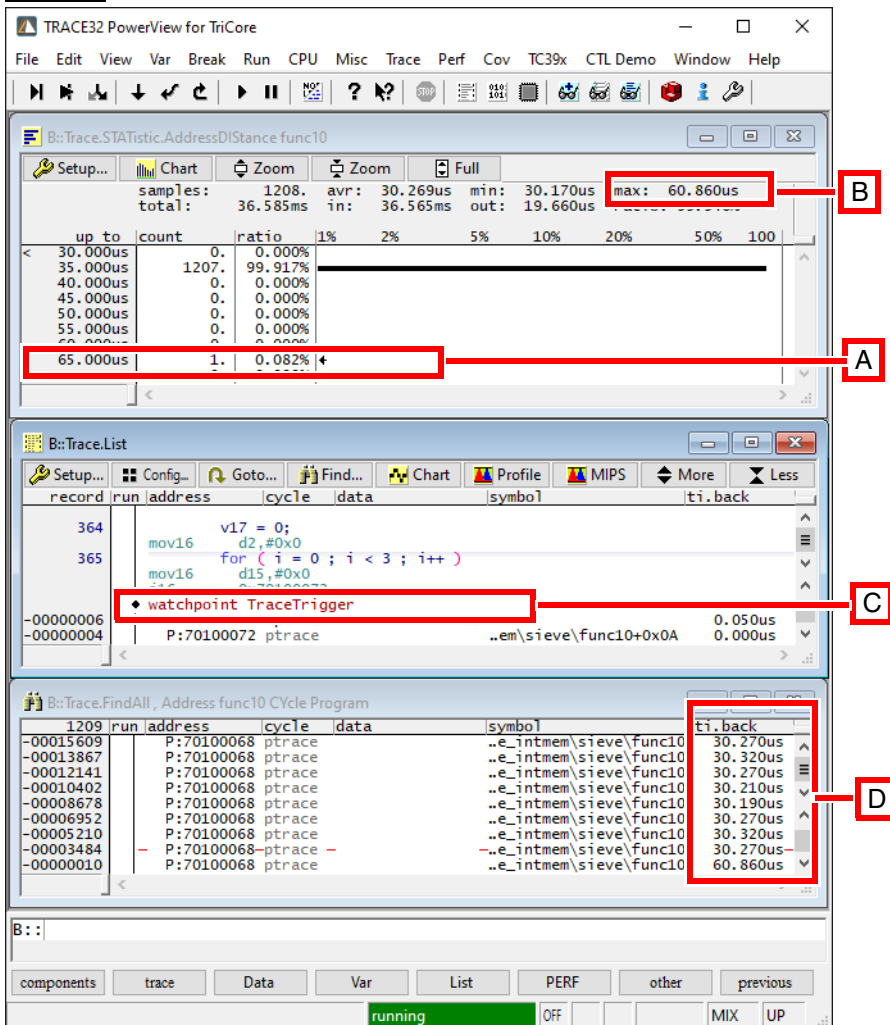 TRACE32 PowerView for TriCore
File Edit View Var Break Run CPU Misc Trace Perf Cov TC39x CTL Demo Window Help
B::Trace.STATistic.AddressDIStance func10
Setup... Chart Zoom Zoom Full
samples: 1208. avr: 30.269us min: 30.170us max: 60.860us
total: 36.585ms in: 36.565ms out: 19.660us
B
up to count ratio 1% 2% 5% 10% 20% 50% 100
< 30.000us 0. 0.000%
35.000us 1207. 99.917%
40.000us 0. 0.000%
45.000us 0. 0.000%
50.000us 0. 0.000%
55.000us 0. 0.000%
65.000us 1. 0.082%
A
B::Trace.List
Setup... Config... Goto... Find... Chart Profile MIPS More Less
record run address cycle data symbol ti.back
364 v17 = 0;
mov16 d2,#0x0
365 for ( i = 0 ; i < 3 ; i++ )
mov16 d15,#0x0
watchpoint TraceTrigger
C
-00000006 0.050us
-00000004 P:70100072 ptrace ..em\sieve\func10+0x0A 0.000us
B::Trace.FindAll , Address func10 CYcle Program
1209 run address cycle data symbol ti.back
-00015609 P:70100068 ptrace ..e_intmem\sieve\func10 30.270us
-00013867 P:70100068 ptrace ..e_intmem\sieve\func10 30.320us
-00012141 P:70100068 ptrace ..e_intmem\sieve\func10 30.270us
-00010402 P:70100068 ptrace ..e_intmem\sieve\func10 30.210us
-00008678 P:70100068 ptrace ..e_intmem\sieve\func10 30.190us
-00006952 P:70100068 ptrace ..e_intmem\sieve\func10 30.270us
-00005210 P:70100068 ptrace ..e_intmem\sieve\func10 30.320us
-00003484 P:70100068 ptrace ..e_intmem\sieve\func10 30.270us
-00000010 P:70100068 ptrace ..e_intmem\sieve\func10 60.860us
D
B::
components trace Data Var List PERF other previous
running OFF MIX UP